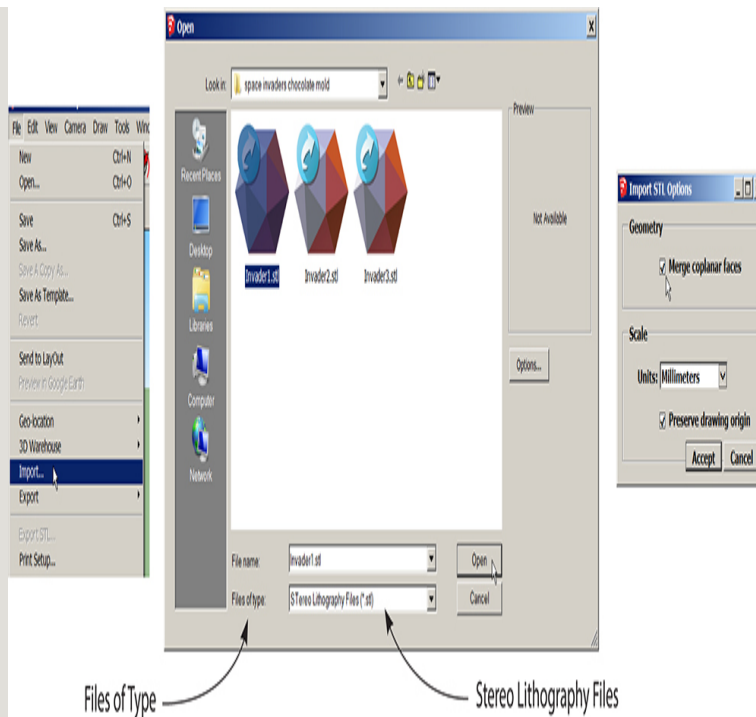 File Edit View Camera Draw Tools Wind
New Ctrl+N
Open... Ctrl+O
Save Ctrl+S
Save As...
Save A Copy As...
Save As Template...
Revert
Send to LayOut
Preview in Google Earth
Geo-location
3D Warehouse
Import...
Export
Export STL...
Print Setup...
Open
Look in: space invaders chocolate mold
Recent Places
Desktop
Libraries
Computer
Network
Invader1.stl Invader2.stl Invader3.stl
Preview
Not Available
Options...
File name: Invader1.stl Open
Files of type: STereo Lithography Files (*.stl) Cancel
Import STL Options
Geometry
Merge coplanar faces
Scale
Units: Millimeters
Preserve drawing origin
Accept Cancel
Files of Type
Stereo Lithography Files